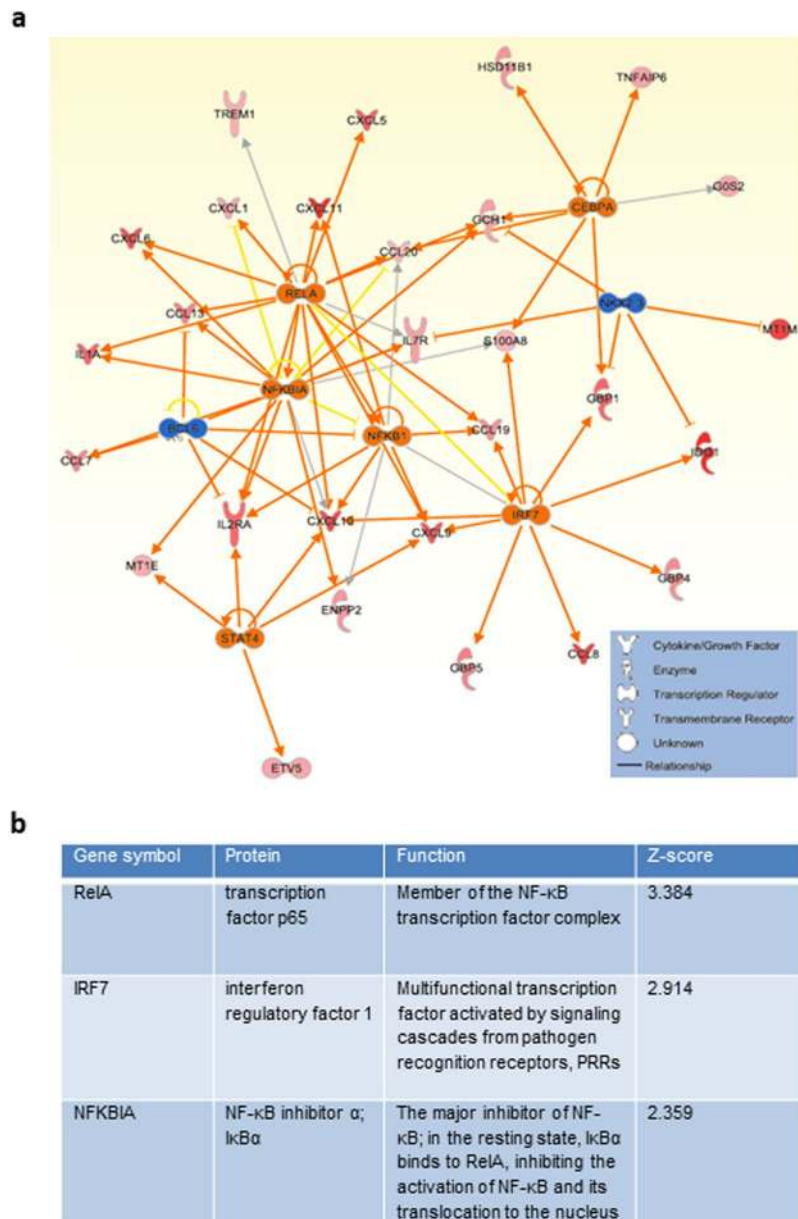 a
HSD11B1
TNFAIP6
TREM1
CXCL5
G0S2
CXCL1
CXCL11
CEBPA
GCH1
CXCL6
CCL20
RELA
NKX2-3
CCL13
IL7R
S100A8
MT1M
IL1A
NFKBIA
GBP1
BCL6
NFKB1
CCL19
CCL7
IDO1
IL2RA
CXCL10
CXCL9
IRF7
MT1E
GBP4
ENPP2
STAT4
GBP5
CCL8
ETV5
Cytokine/Growth Factor
Enzyme
Transcription Regulator
Transmembrane Receptor
Unknown
Relationship
b
Gene symbol Protein Function Z-score
RelA transcription Member of the NF-κB 3.384
factor p65 transcription factor complex
IRF7 interferon Multifunctional transcription 2.914
regulatory factor 1 factor activated by signaling
cascades from pathogen
recognition receptors, PRRs
NFKBIA NF-κB inhibitor α; The major inhibitor of NF- 2.359
IκBα κB; in the resting state, IκBα
binds to RelA, inhibiting the
activation of NF-κB and its
translocation to the nucleus